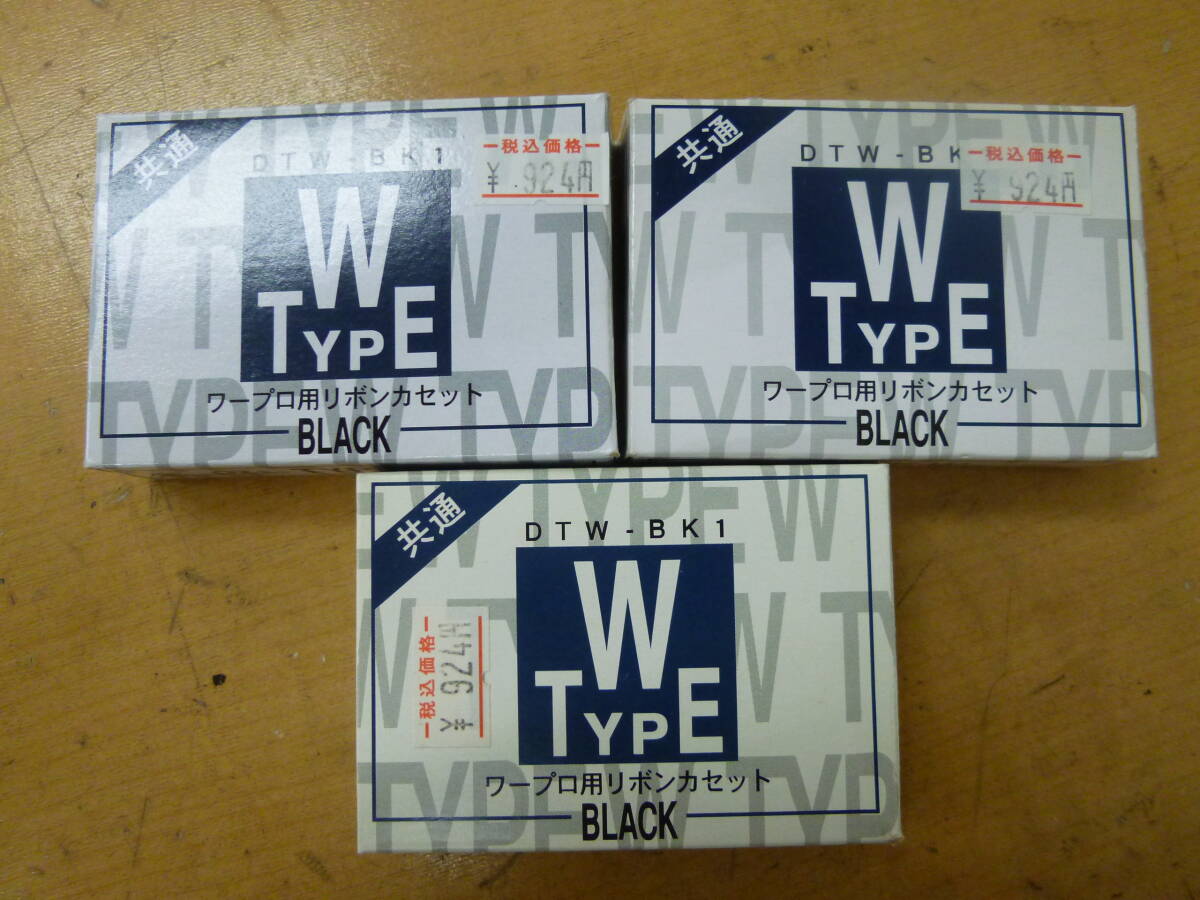 共通
DTW-BK1
税込価格
¥ 924円
W
TYPE
ワープロ用リボンカセット
BLACK
共通
DTW-BK
税込価格
¥ 924円
W
TYPE
ワープロ用リボンカセット
BLACK
共通
DTW-BK1
税込価格
¥ 924円
W
TYPE
ワープロ用リボンカセット
BLACK